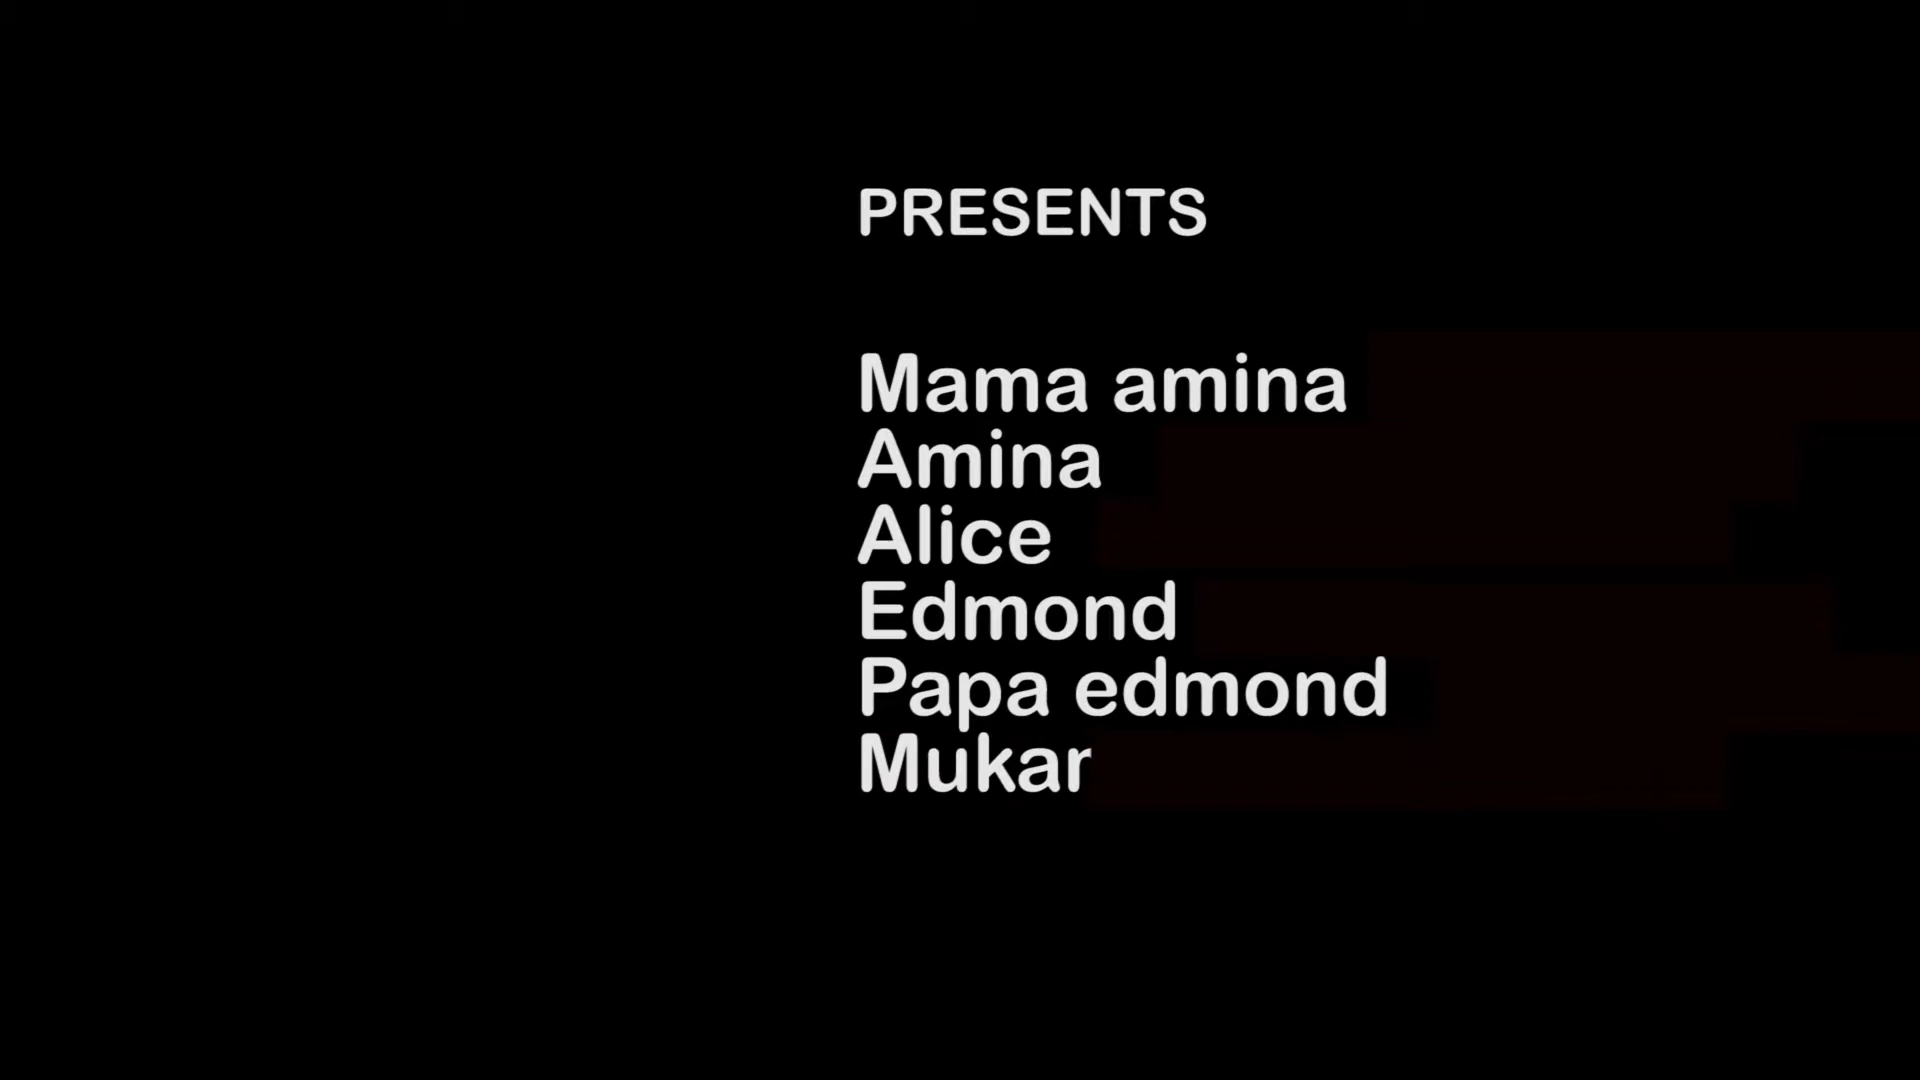 PRESENTS
Mama amina
Amina
Alice
Edmond
Papa edmond
Mukar